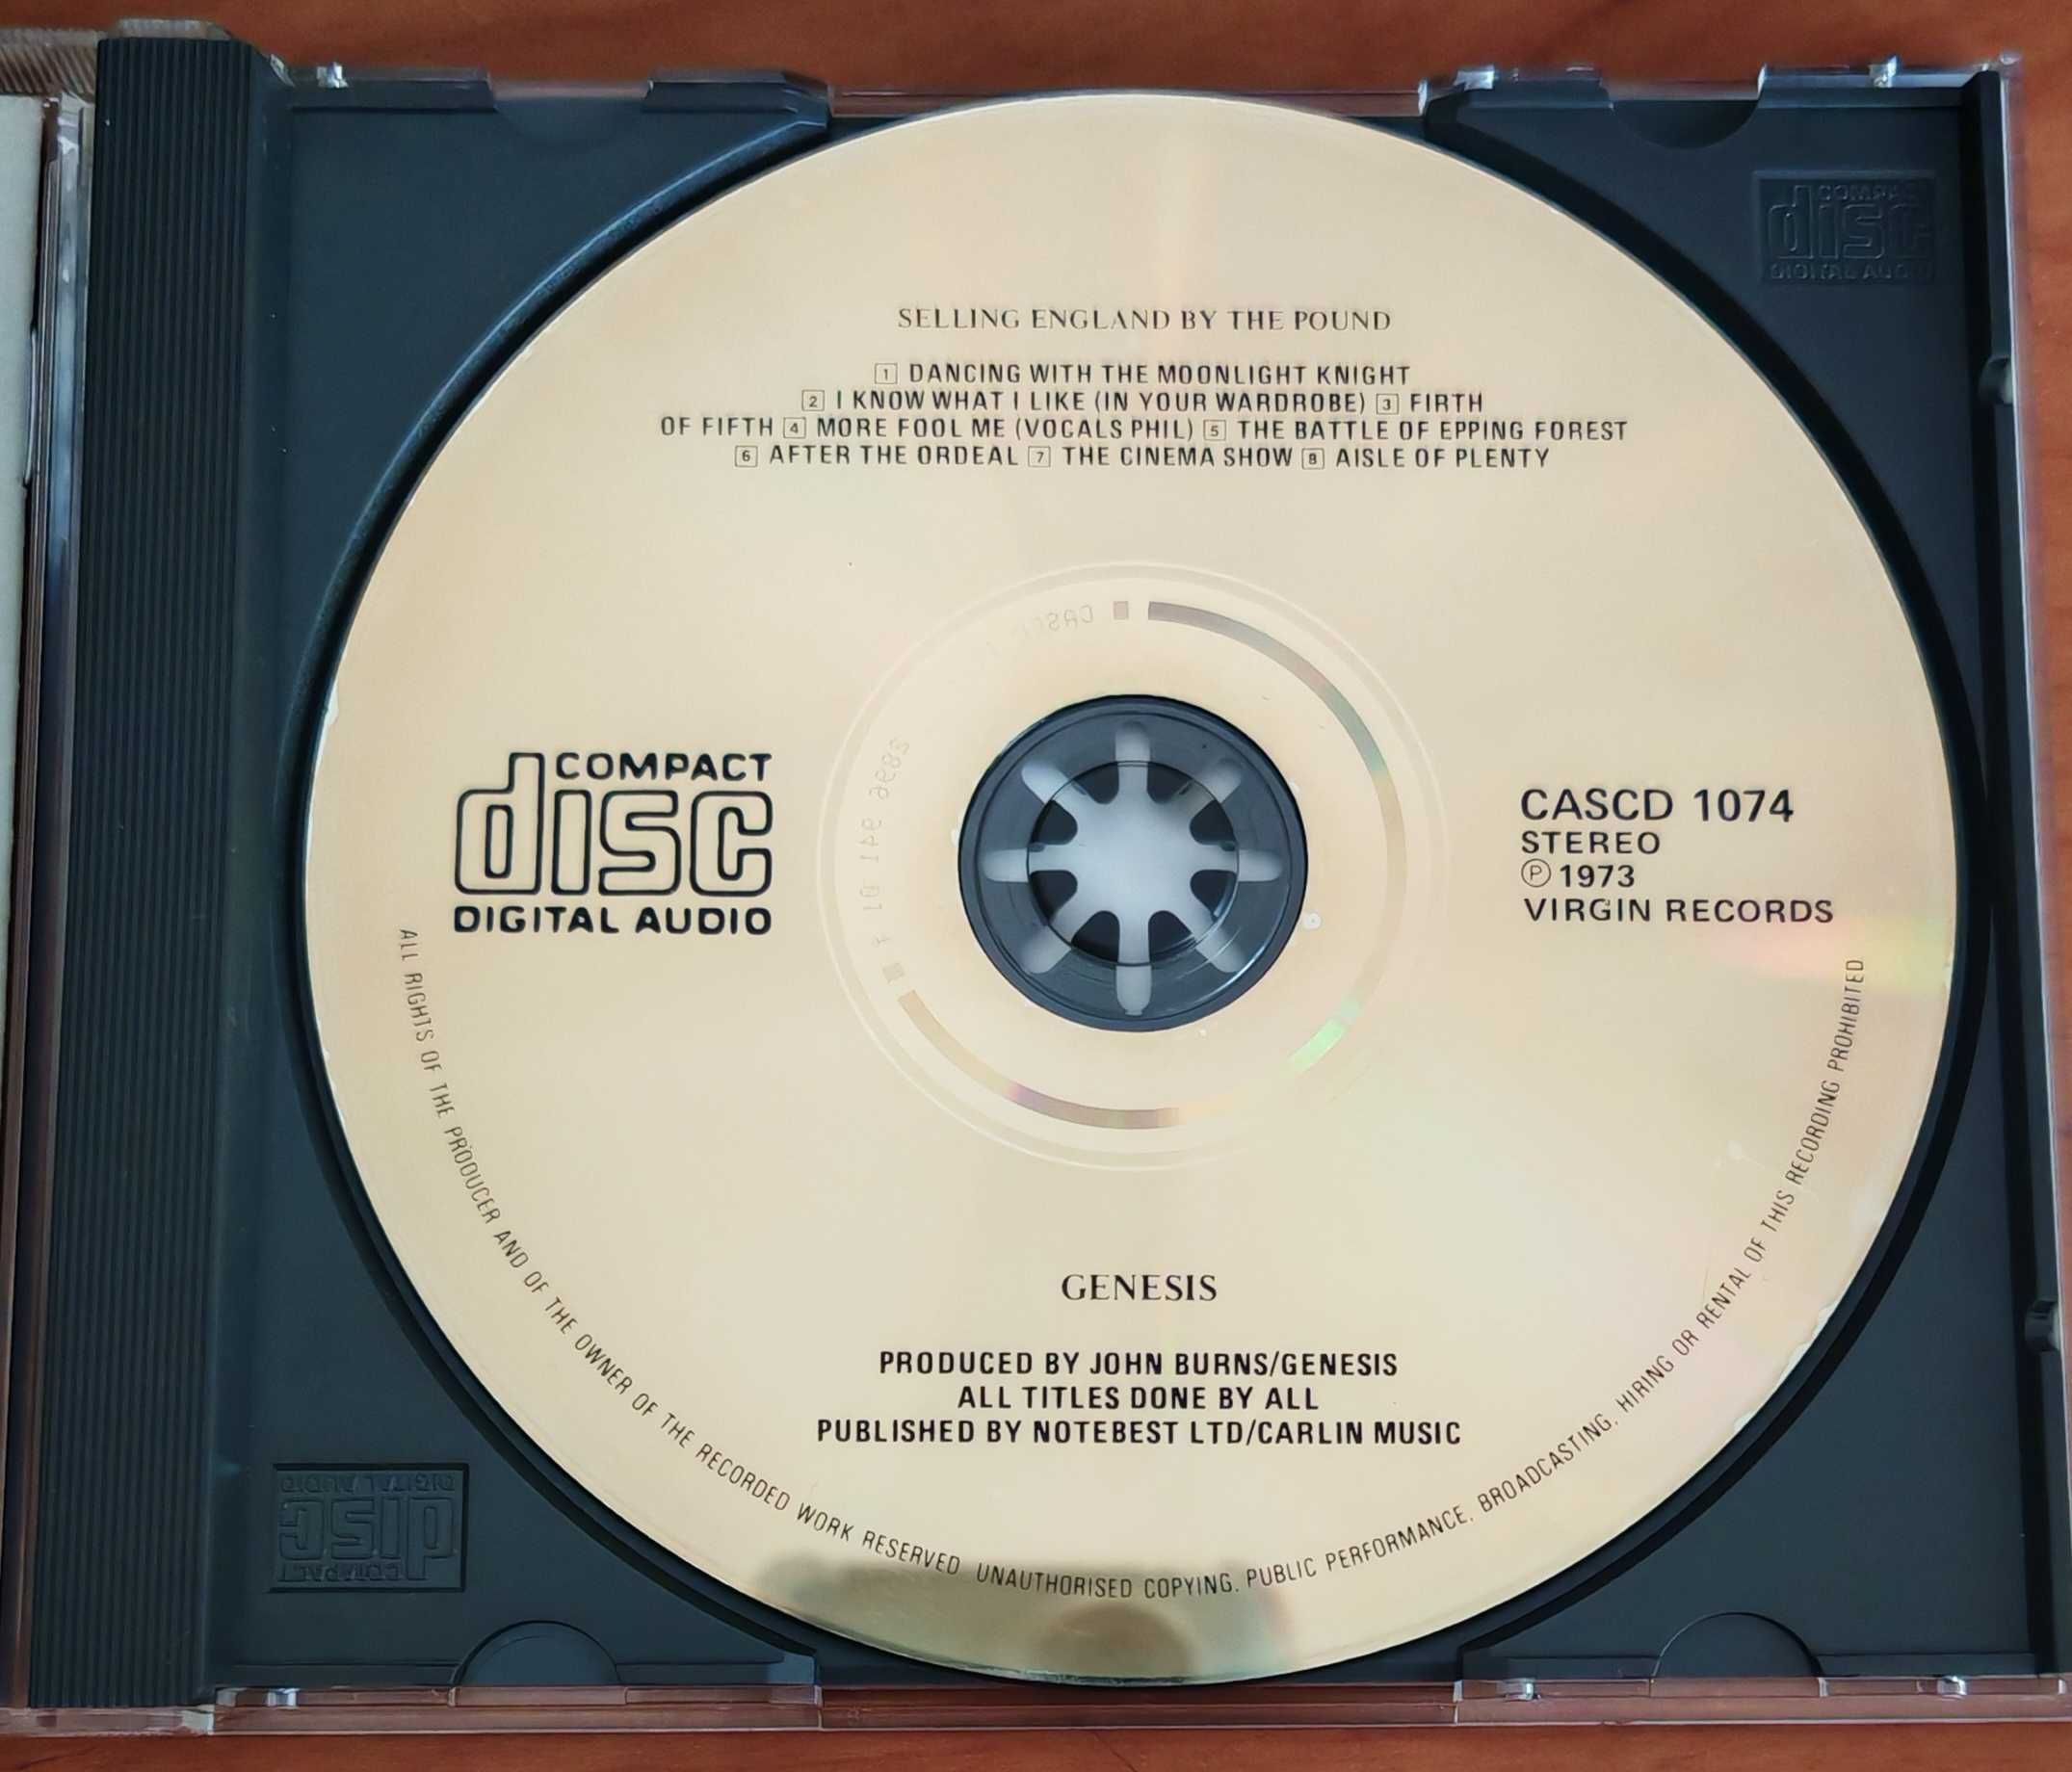 SELLING ENGLAND BY THE POUND
1 DANCING WITH THE MOONLIGHT KNIGHT
2 I KNOW WHAT I LIKE (IN YOUR WARDROBE) 3 FIRTH
OF FIFTH 4 MORE FOOL ME (VOCALS PHIL) 5 THE BATTLE OF EPPING FOREST
6 AFTER THE ORDEAL 7 THE CINEMA SHOW 8 AISLE OF PLENTY
COMPACT
disc
DIGITAL AUDIO
CASCD 1074
STEREO
Ⓟ 1973
VIRGIN RECORDS
GENESIS
PRODUCED BY JOHN BURNS/GENESIS
ALL TITLES DONE BY ALL
PUBLISHED BY NOTEBEST LTD/CARLIN MUSIC
ALL RIGHTS OF THE PRODUCER AND OF THE OWNER OF THE RECORDED WORK RESERVED UNAUTHORISED COPYING. PUBLIC PERFORMANCE. BROADCASTING. HIRING OR RENTAL OF THIS RECORDING PROHIBITED
COMPACT
disc
DIGITAL AUDIO
COMPACT
disc
DIGITAL AUDIO